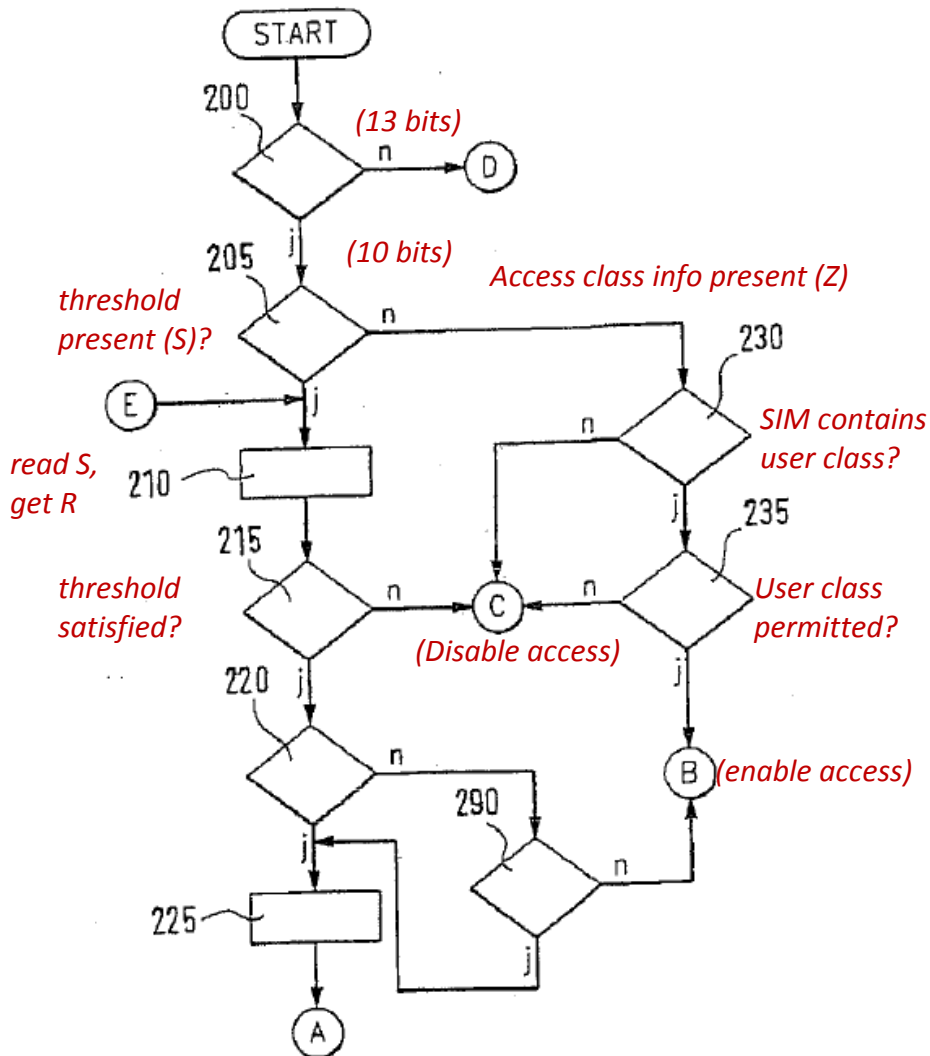 START
200
(13 bits)
n
D
j
(10 bits)
205
Access class info present (Z)
threshold
present (S)?
n
230
E
j
n
SIM contains
user class?
read S,
get R
210
j
235
215
threshold
satisfied?
n
C
n
User class
permitted?
(Disable access)
j
j
220
n
B
(enable access)
290
j
n
225
j
A